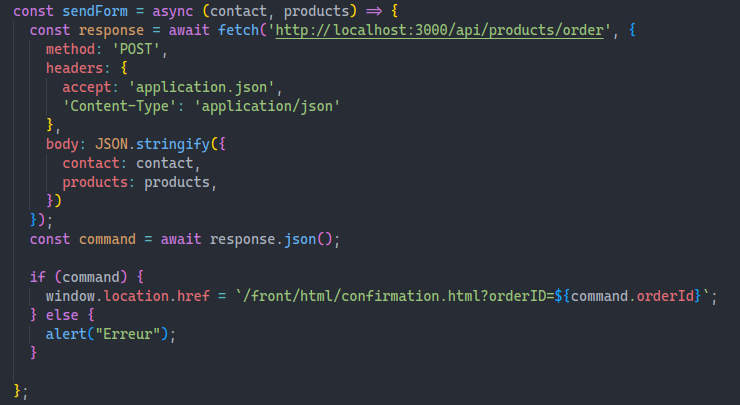 const sendForm = async (contact, products) => {
  const response = await fetch('http://localhost:3000/api/products/order', {
    method: 'POST',
    headers: {
      accept: 'application.json',
      'Content-Type': 'application/json'
    },
    body: JSON.stringify({
      contact: contact,
      products: products,
    })
  });
  const command = await response.json();

  if (command) {
    window.location.href = `/front/html/confirmation.html?orderID=${command.orderId}`;
  } else {
    alert("Erreur");
  }

};